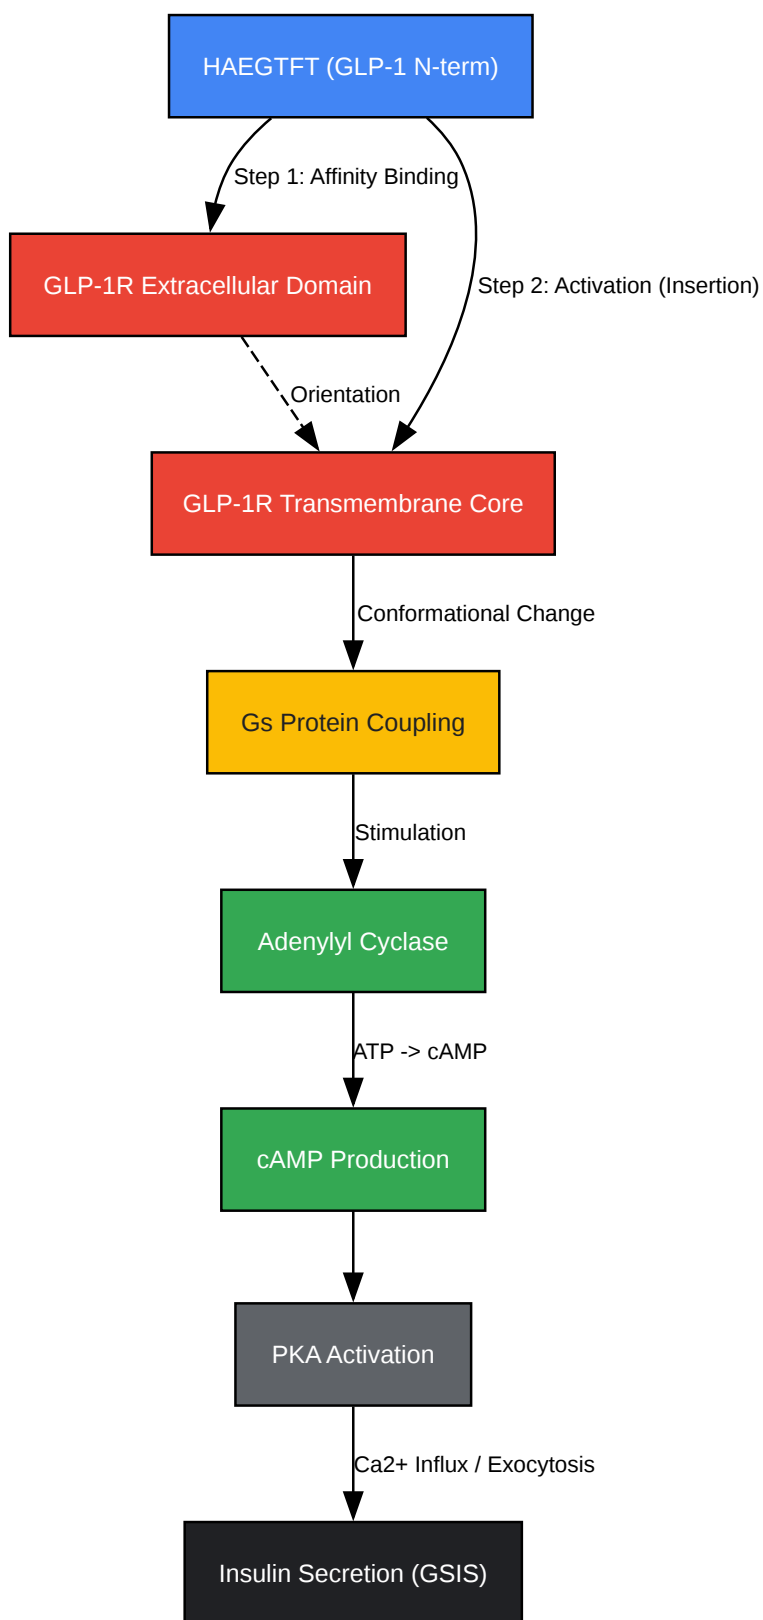 HAEGTFT (GLP-1 N-term)
Step 1: Affinity Binding
GLP-1R Extracellular Domain
Step 2: Activation (Insertion)
Orientation
GLP-1R Transmembrane Core
Conformational Change
Gs Protein Coupling
Stimulation
Adenylyl Cyclase
ATP -> cAMP
cAMP Production
PKA Activation
Ca2+ Influx / Exocytosis
Insulin Secretion (GSIS)